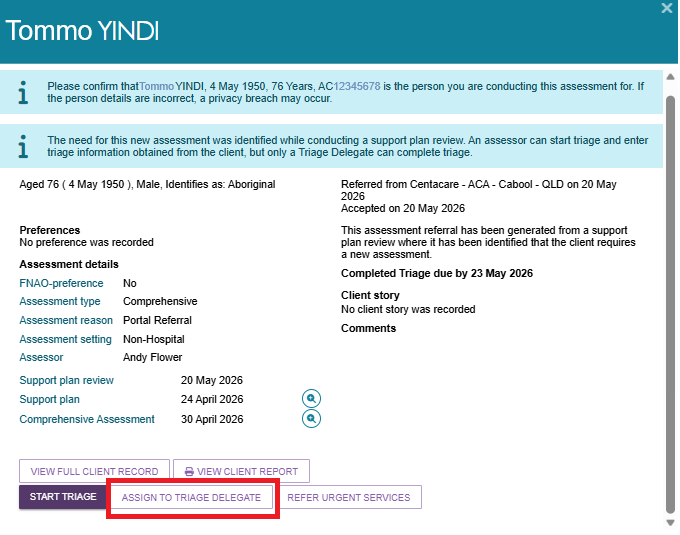 Tommo YINDI
Please confirm thatTommoYINDI, 4 May 1950, 76 Years, AC12345678 is the person you are conducting this assessment for. If
the person details are incorrect, a privacy breach may occur.
The need for this new assessment was identified while conducting a support plan review. An assessor can start triage and enter
triage information obtained from the client, but only a Triage Delegate can complete triage.
Aged 76 ( 4 May 1950 ), Male, Identifies as: Aboriginal
Preferences
No preference was recorded
Assessment details
FNAO-preference No
Assessment type Comprehensive
Assessment reason Portal Referral
Assessment setting Non-Hospital
Assessor Andy Flower
Support plan review 20 May 2026
Support plan 24 April 2026
Comprehensive Assessment 30 April 2026
Referred from Centacare - ACA - Cabool - QLD on 20 May
2026
Accepted on 20 May 2026
This assessment referral has been generated from a support
plan review where it has been identified that the client requires
a new assessment.
Completed Triage due by 23 May 2026
Client story
No client story was recorded
Comments
VIEW FULL CLIENT RECORD VIEW CLIENT REPORT
START TRIAGE ASSIGN TO TRIAGE DELEGATE REFER URGENT SERVICES